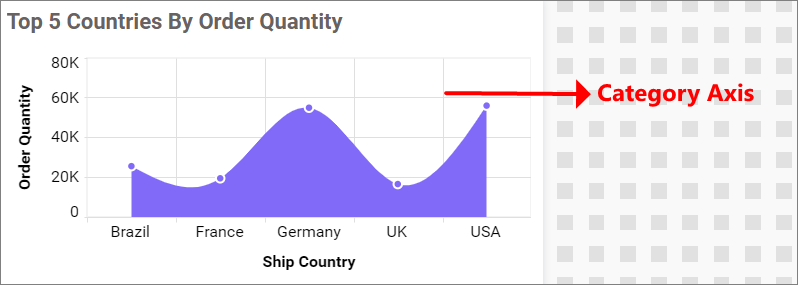 Top 5 Countries By Order Quantity
80K
60K
40K
20K
0
Order Quantity
Category Axis
Brazil France Germany UK USA
Ship Country